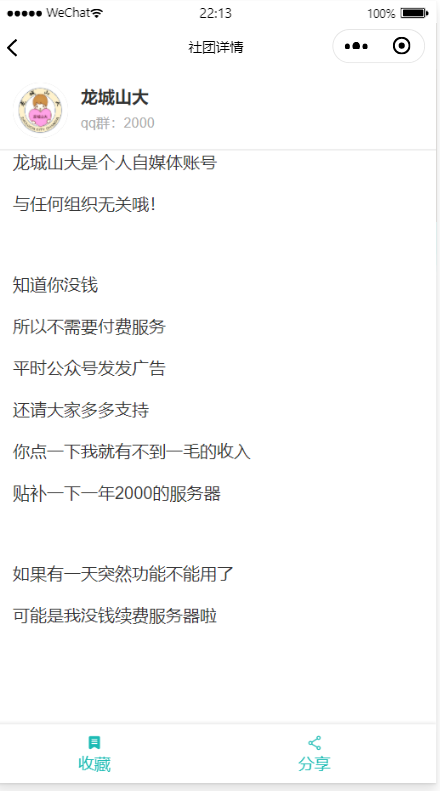 ●●●●● WeChat 22:13 100%
社团详情
龙城山大
qq群：2000
龙城山大是个人自媒体账号
与任何组织无关哦！
知道你没钱
所以不需要付费服务
平时公众号发发广告
还请大家多多支持
你点一下我就有不到一毛的收入
贴补一下一年2000的服务器
如果有一天突然功能不能用了
可能是我没钱续费服务器啦
收藏 分享